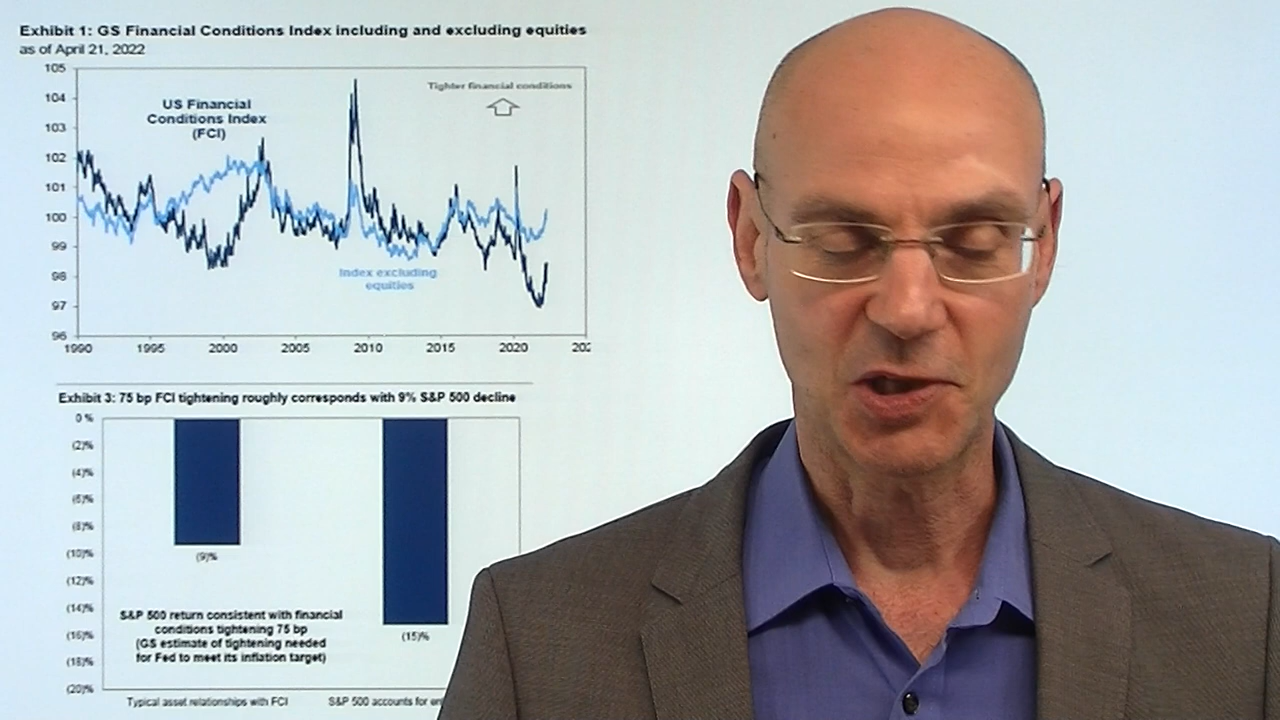 Exhibit 1: GS Financial Conditions Index including and excluding equities
as of April 21, 2022
105
104
103
102
101
100
99
98
97
96
US Financial
Conditions Index
(FCI)
Tighter financial conditions
Index excluding
equities
1990 1995 2000 2005 2010 2015 2020 202
Exhibit 3: 75 bp FCI tightening roughly corresponds with 9% S&P 500 decline
0 %
(2)%
(4)%
(6)%
(8)%
(10)%
(12)%
(14)%
(16)%
(18)%
(20)%
(9)%
(15)%
S&P 500 return consistent with financial
conditions tightening 75 bp
(GS estimate of tightening needed
for Fed to meet its inflation target)
Typical asset relationships with FCI S&P 500 accounts for